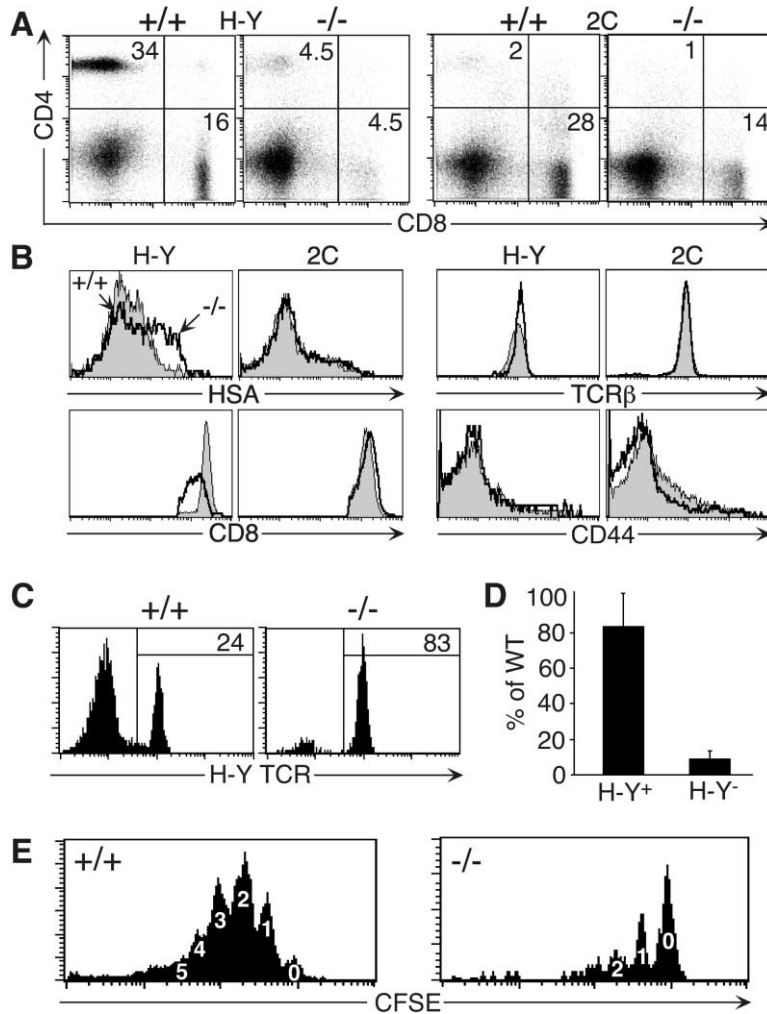 A +/+ H-Y -/- +/+ 2C -/-
34 4.5 2 1
CD4
16 4.5 28 14
CD8
B H-Y 2C H-Y 2C
+/+ -/-
HSA TCRβ
CD8 CD44
C +/+ -/-
24 83
H-Y TCR
D
% of WT
100
80
60
40
20
0
H-Y+ H-Y-
E +/+ -/-
5 4 3 2 1 0 2 1 0
CFSE